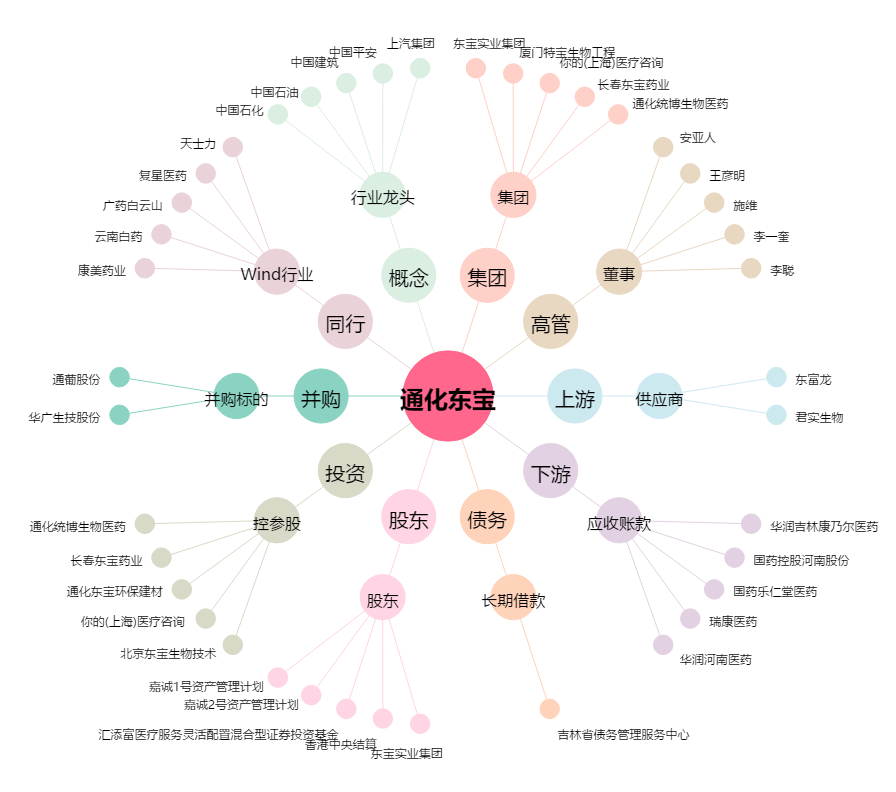 上汽集团
中国平安
中国建筑
中国石油
中国石化
行业龙头
概念
东宝实业集团
厦门特宝生物工程
你的(上海)医疗咨询
长春东宝药业
通化统博生物医药
集团
集团
天士力
复星医药
广药白云山
云南白药
康美药业
Wind行业
同行
安亚人
王彦明
施维
李一奎
李聪
董事
高管
通葡股份
华广生技股份
并购标的
并购
通化东宝
上游
供应商
东富龙
君实生物
投资
控参股
通化统博生物医药
长春东宝药业
通化东宝环保建材
你的(上海)医疗咨询
北京东宝生物技术
下游
应收账款
华润吉林康乃尔医药
国药控股河南股份
国药乐仁堂医药
瑞康医药
华润河南医药
股东
股东
嘉诚1号资产管理计划
嘉诚2号资产管理计划
汇添富医疗服务灵活配置混合型证券投资基金
香港中央结算
东宝实业集团
债务
长期借款
吉林省债务管理服务中心